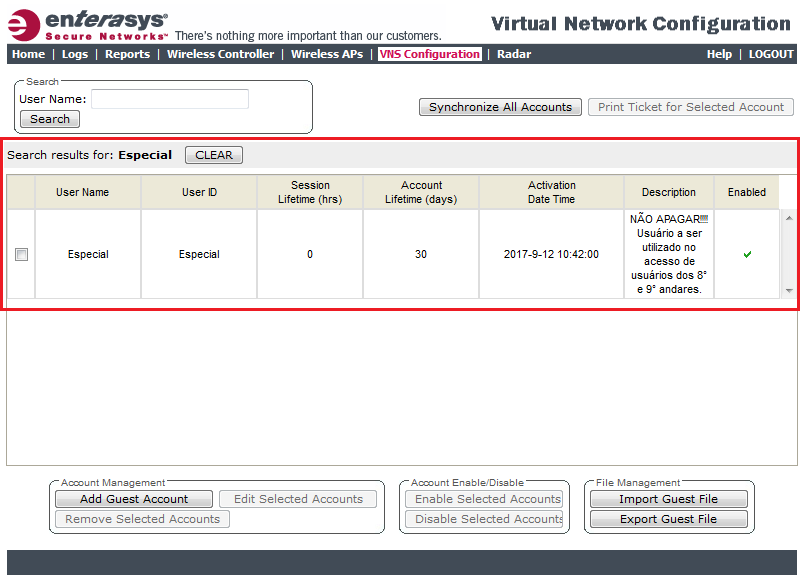 enterasys®
Secure Networks™ There's nothing more important than our customers.
Virtual Network Configuration
Home | Logs | Reports | Wireless Controller | Wireless APs | VNS Configuration | Radar
Help | LOGOUT
Search
User Name:
Search
Synchronize All Accounts
Print Ticket for Selected Account
Search results for: Especial
CLEAR
User Name
User ID
Session
Lifetime (hrs)
Account
Lifetime (days)
Activation
Date Time
Description
Enabled
Especial
Especial
0
30
2017-9-12 10:42:00
NÃO APAGAR
Usuário a ser
utilizado no
acesso de
usuários dos 8°
e 9° andares.
Account Management
Add Guest Account
Edit Selected Accounts
Remove Selected Accounts
Account Enable/Disable
Enable Selected Accounts
Disable Selected Accounts
File Management
Import Guest File
Export Guest File